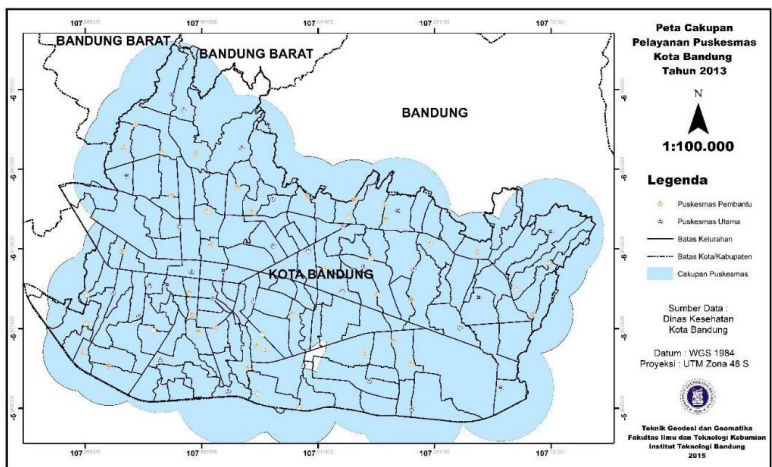 BANDUNG BARAT
BANDUNG BARAT
BANDUNG
KOTA BANDUNG
Peta Cakupan
Pelayanan Puskesmas
Kota Bandung
Tahun 2013
N
1:100.000
Legenda
Puskesmas Pembantu
Puskesmas Utama
Batas Kelurahan
Batas Kota/Kabupaten
Cakupan Puskesmas
Sumber Data :
Dinas Kesehatan
Kota Bandung
Datum : WGS 1984
Proyeksi : UTM Zona 48 S
Teknik Geodesi dan Geomatika
Fakultas Ilmu dan Teknologi Kebumian
Institut Teknologi Bandung
2015